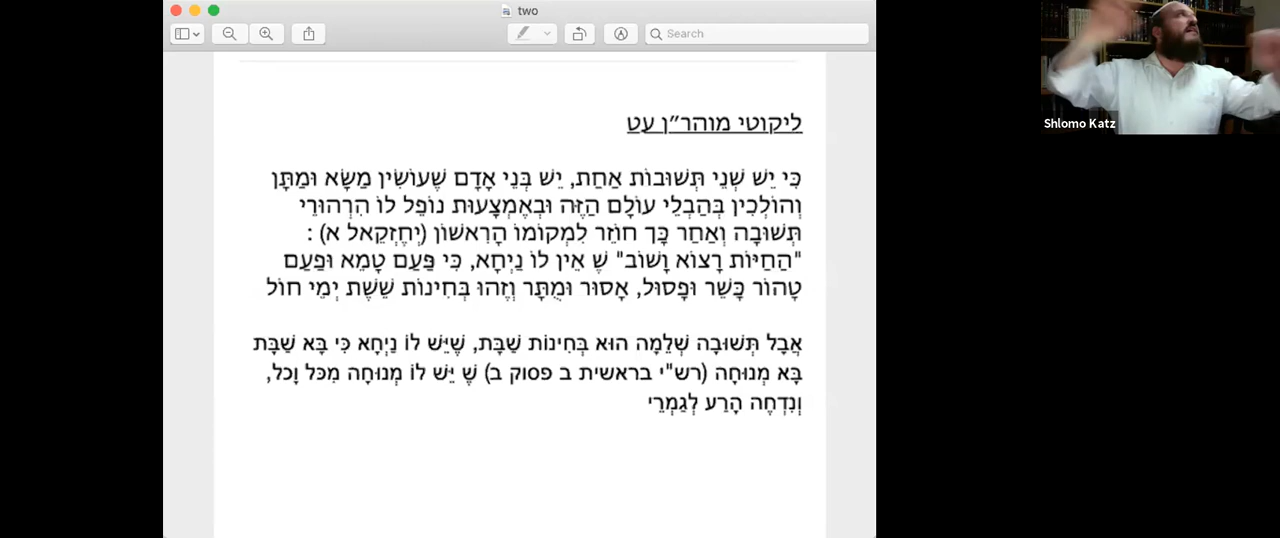 two
Search
Shlomo Katz
ליקוטי מוהר״ן עט
כִּי יֵשׁ שְׁנֵי תְּשׁוּבוֹת אַחַת, יֵשׁ בְּנֵי אָדָם שֶׁעוֹשִׂין מַשָּׂא וּמַתָּן
וְהוֹלְכִין בְּהַבְלֵי עוֹלָם הַזֶּה וּבְאֶמְצָעוּת נוֹפֵל לוֹ הִרְהוּרֵי
תְּשׁוּבָה וְאַחַר כָּךְ חוֹזֵר לִמְקוֹמוֹ הָרִאשׁוֹן (יְחֶזְקֵאל א) :
"הַחַיּוֹת רָצוֹא וָשׁוֹב" שֶׁ אֵין לוֹ נַיְחָא, כִּי פַּעַם טָמֵא וּפַעַם
טָהוֹר כָּשֵׁר וּפָסוּל, אָסוּר וּמֻתָּר וְזֶהוּ בְּחִינוֹת שֵׁשֶׁת יְמֵי חוֹל
אֲבָל תְּשׁוּבָה שְׁלֵמָה הוּא בְּחִינוֹת שַׁבָּת, שֶׁיֵּשׁ לוֹ נַיְחָא כִּי בָּא שַׁבָּת
בָּא מְנוּחָה (רש"י בראשית ב פסוק ב) שֶׁ יֵּשׁ לוֹ מְנוּחָה מִכֹּל וָכֹל,
וְנִדְחֶה הָרַע לְגַמְרֵי